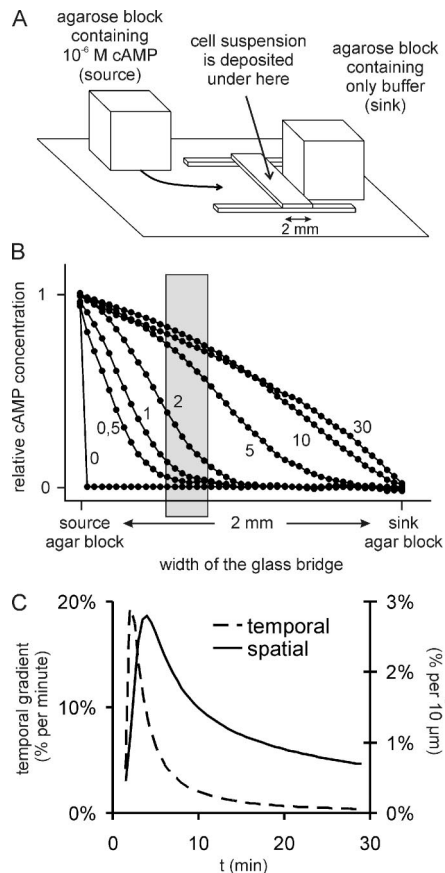 A
agarose block
containing
10⁻⁶ M cAMP
(source)
cell suspension
is deposited
under here
agarose block
containing
only buffer
(sink)
2 mm
B
relative cAMP concentration
1
0
0
0,5
1
2
5
10
30
source
agar block
2 mm
sink
agar block
width of the glass bridge
C
temporal gradient
(% per minute)
20%
10%
0%
temporal
spatial
3%
2%
1%
0%
(% per 10 µm)
0
10
20
30
t (min)